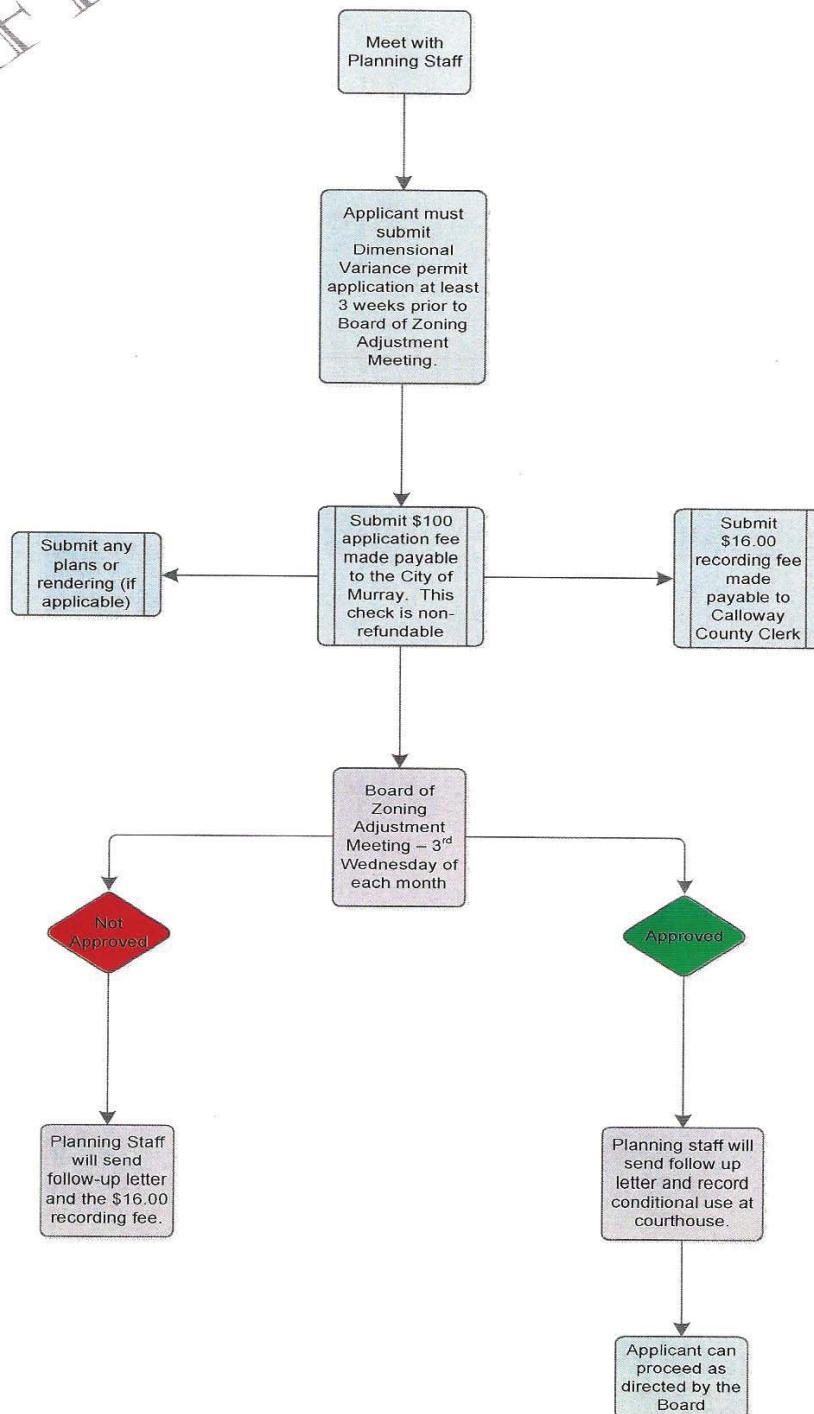 Meet with
Planning Staff
Applicant must
submit
Dimensional
Variance permit
application at least
3 weeks prior to
Board of Zoning
Adjustment
Meeting.
Submit any
plans or
rendering (if
applicable)
Submit $100
application fee
made payable
to the City of
Murray. This
check is non-
refundable
Submit
$16.00
recording fee
made
payable to
Calloway
County Clerk
Board of
Zoning
Adjustment
Meeting – 3rd
Wednesday of
each month
Not
Approved
Approved
Planning Staff
will send
follow-up letter
and the $16.00
recording fee.
Planning staff will
send follow up
letter and record
conditional use at
courthouse.
Applicant can
proceed as
directed by the
Board